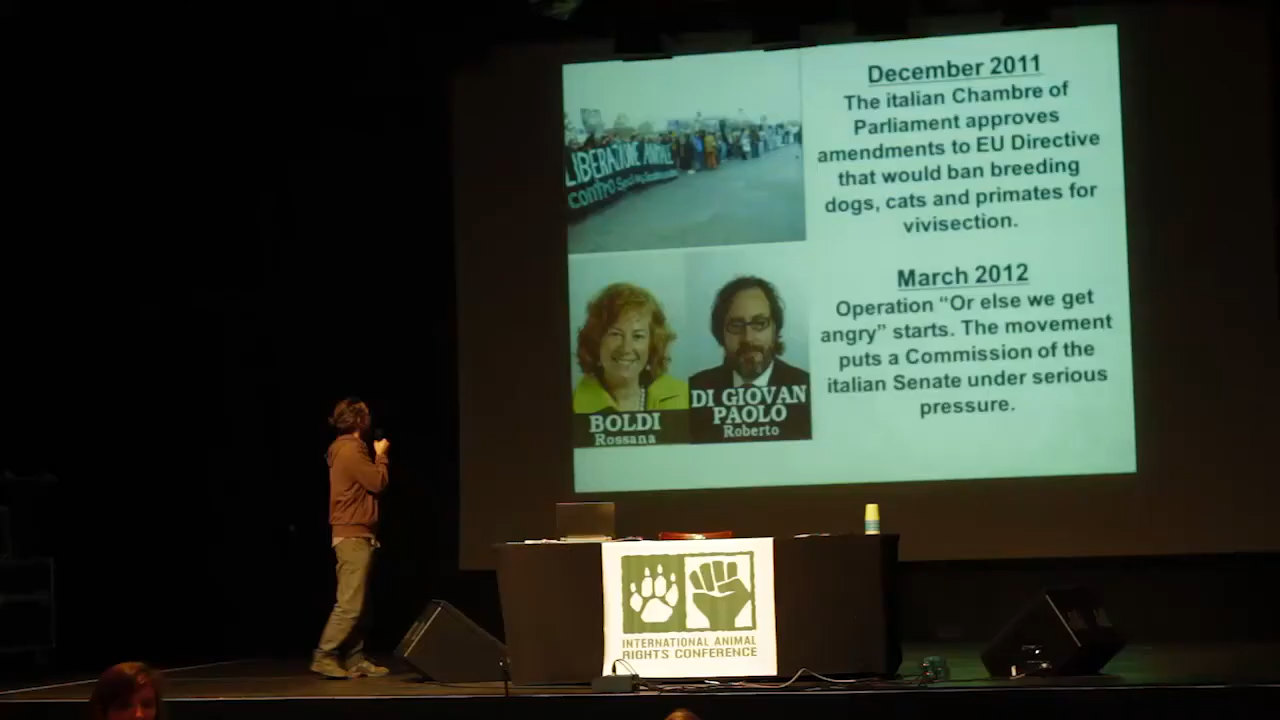 LIBERAZIONE ANIMALE
CONTRO
BOLDI
Rossana
DI GIOVAN
PAOLO
Roberto
December 2011
The italian Chambre of
Parliament approves
amendments to EU Directive
that would ban breeding
dogs, cats and primates for
vivisection.
March 2012
Operation “Or else we get
angry” starts. The movement
puts a Commission of the
italian Senate under serious
pressure.
INTERNATIONAL ANIMAL
RIGHTS CONFERENCE